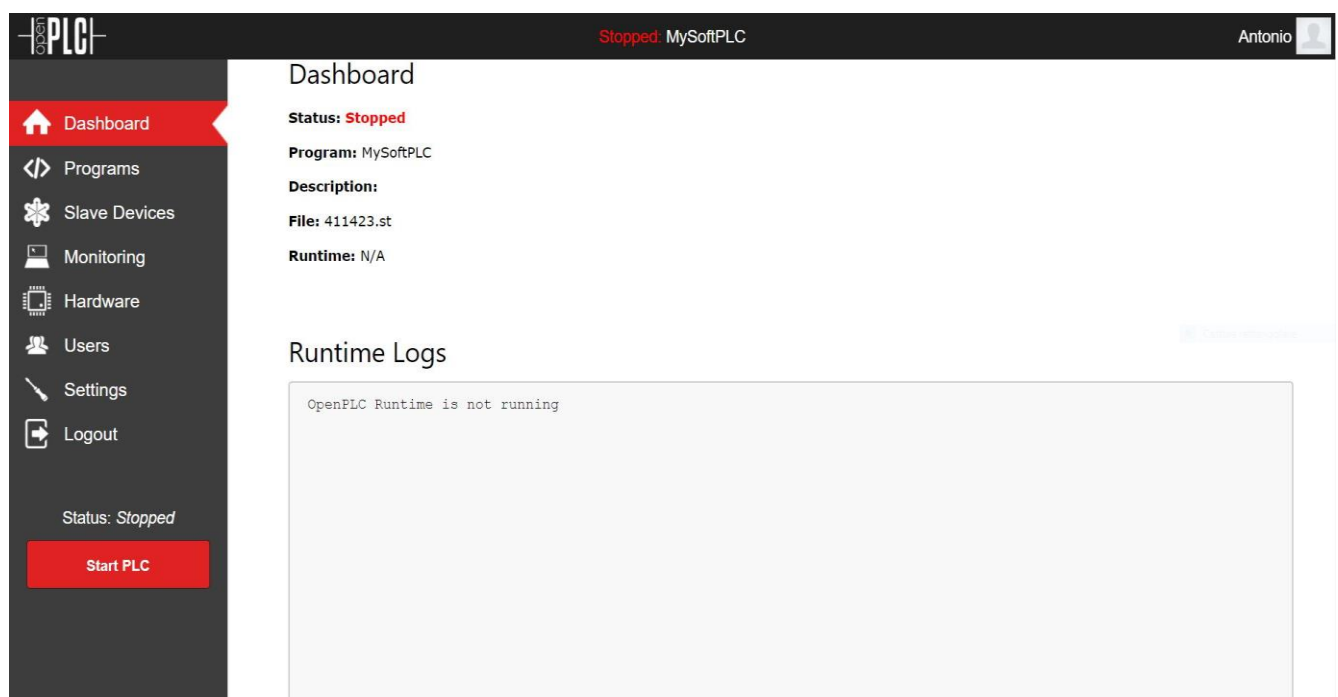 open PLC
Stopped: MySoftPLC
Antonio
Dashboard
Programs
Slave Devices
Monitoring
Hardware
Users
Settings
Logout
Status: Stopped
Start PLC
Dashboard
Status: Stopped
Program: MySoftPLC
Description:
File: 411423.st
Runtime: N/A
Runtime Logs
OpenPLC Runtime is not running